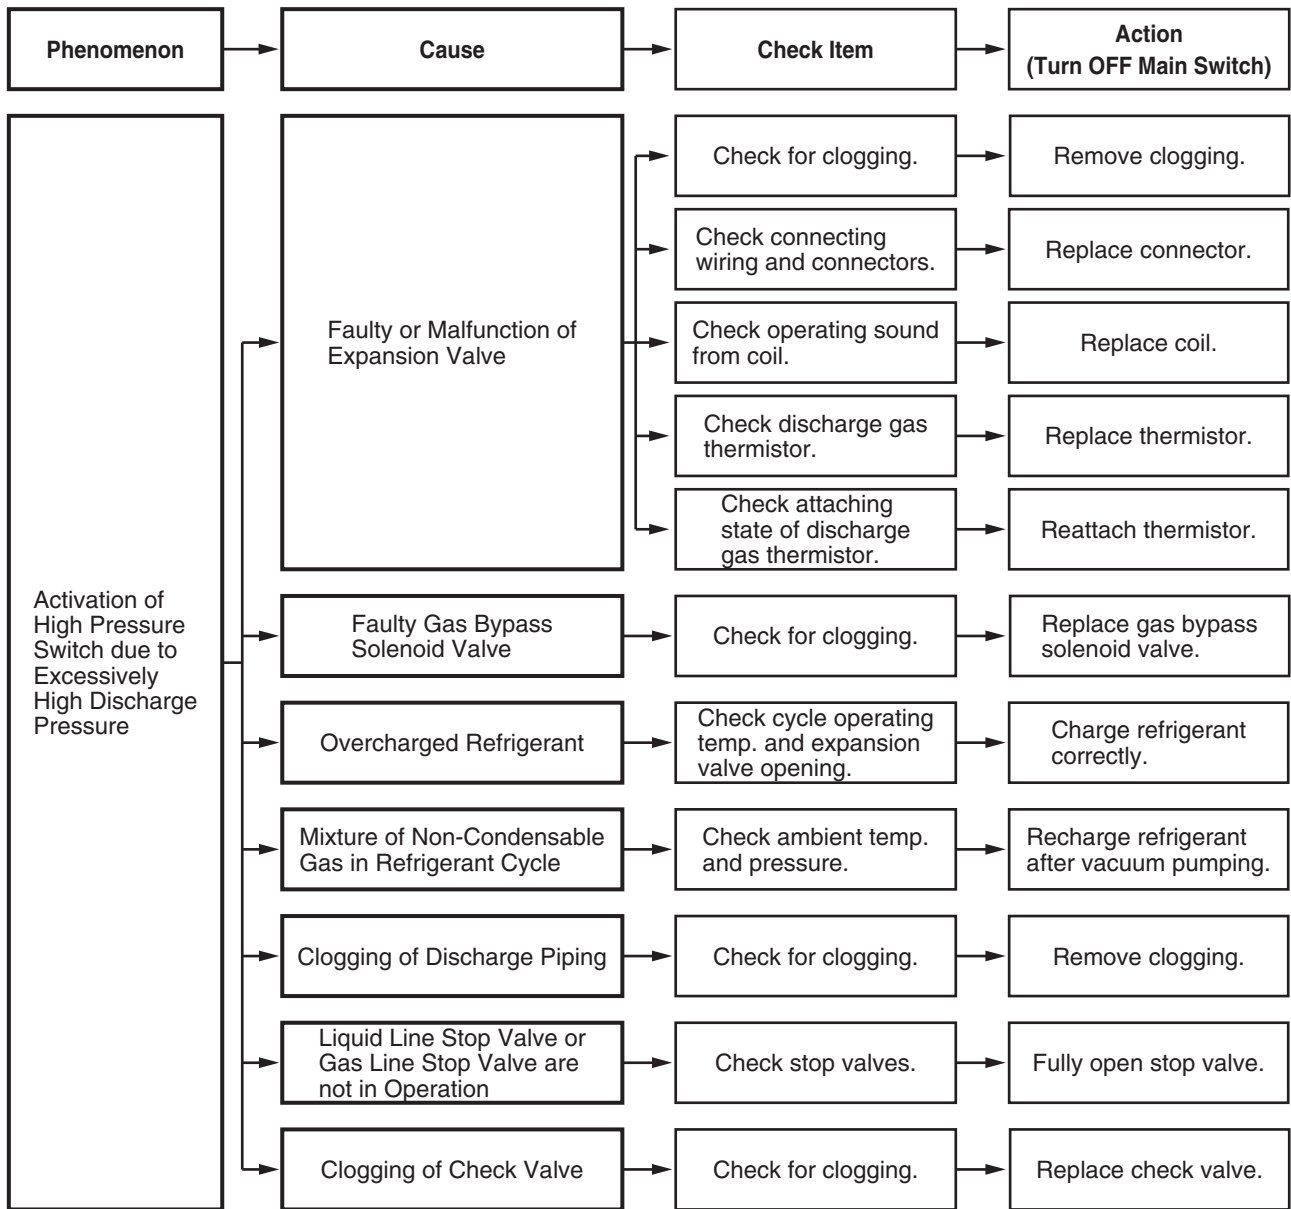 Phenomenon
Cause
Check Item
Action
(Turn OFF Main Switch)
Activation of
High Pressure
Switch due to
Excessively
High Discharge
Pressure
Faulty or Malfunction of
Expansion Valve
Check for clogging.
Remove clogging.
Check connecting
wiring and connectors.
Replace connector.
Check operating sound
from coil.
Replace coil.
Check discharge gas
thermistor.
Replace thermistor.
Check attaching
state of discharge
gas thermistor.
Reattach thermistor.
Faulty Gas Bypass
Solenoid Valve
Check for clogging.
Replace gas bypass
solenoid valve.
Overcharged Refrigerant
Check cycle operating
temp. and expansion
valve opening.
Charge refrigerant
correctly.
Mixture of Non-Condensable
Gas in Refrigerant Cycle
Check ambient temp.
and pressure.
Recharge refrigerant
after vacuum pumping.
Clogging of Discharge Piping
Check for clogging.
Remove clogging.
Liquid Line Stop Valve or
Gas Line Stop Valve are
not in Operation
Check stop valves.
Fully open stop valve.
Clogging of Check Valve
Check for clogging.
Replace check valve.